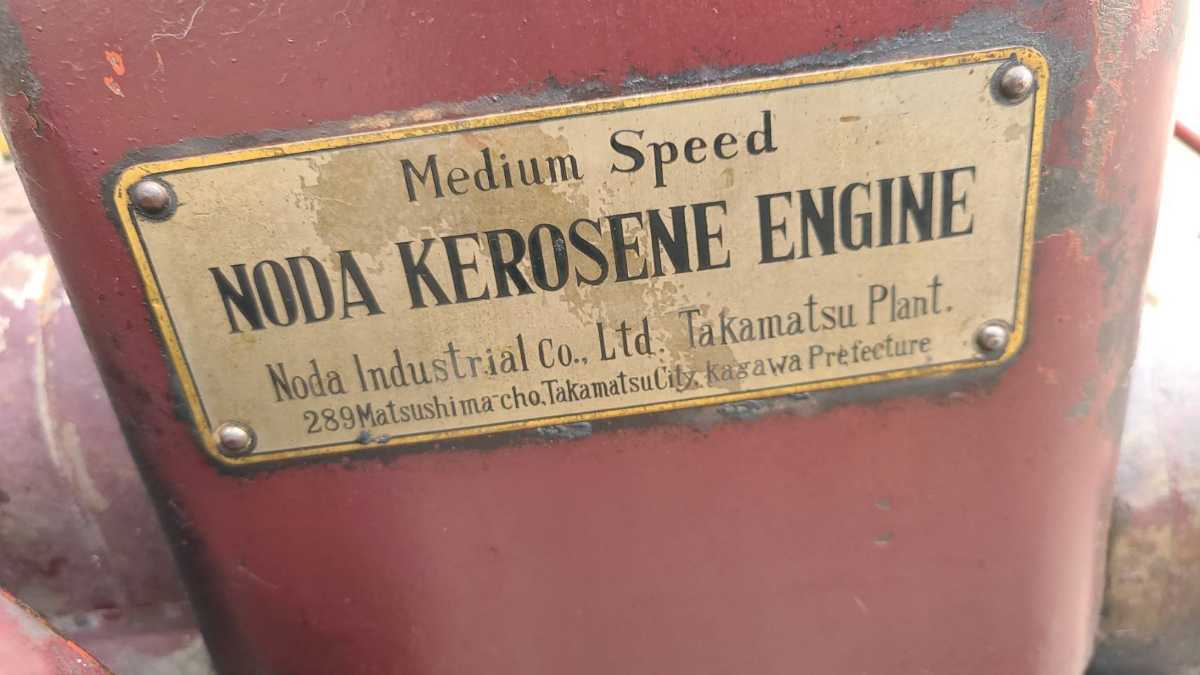 Medium Speed
NODA KEROSENE ENGINE
Noda Industrial Co., Ltd. Takamatsu Plant.
289 Matsushima-cho, Takamatsu City, Kagawa Prefecture